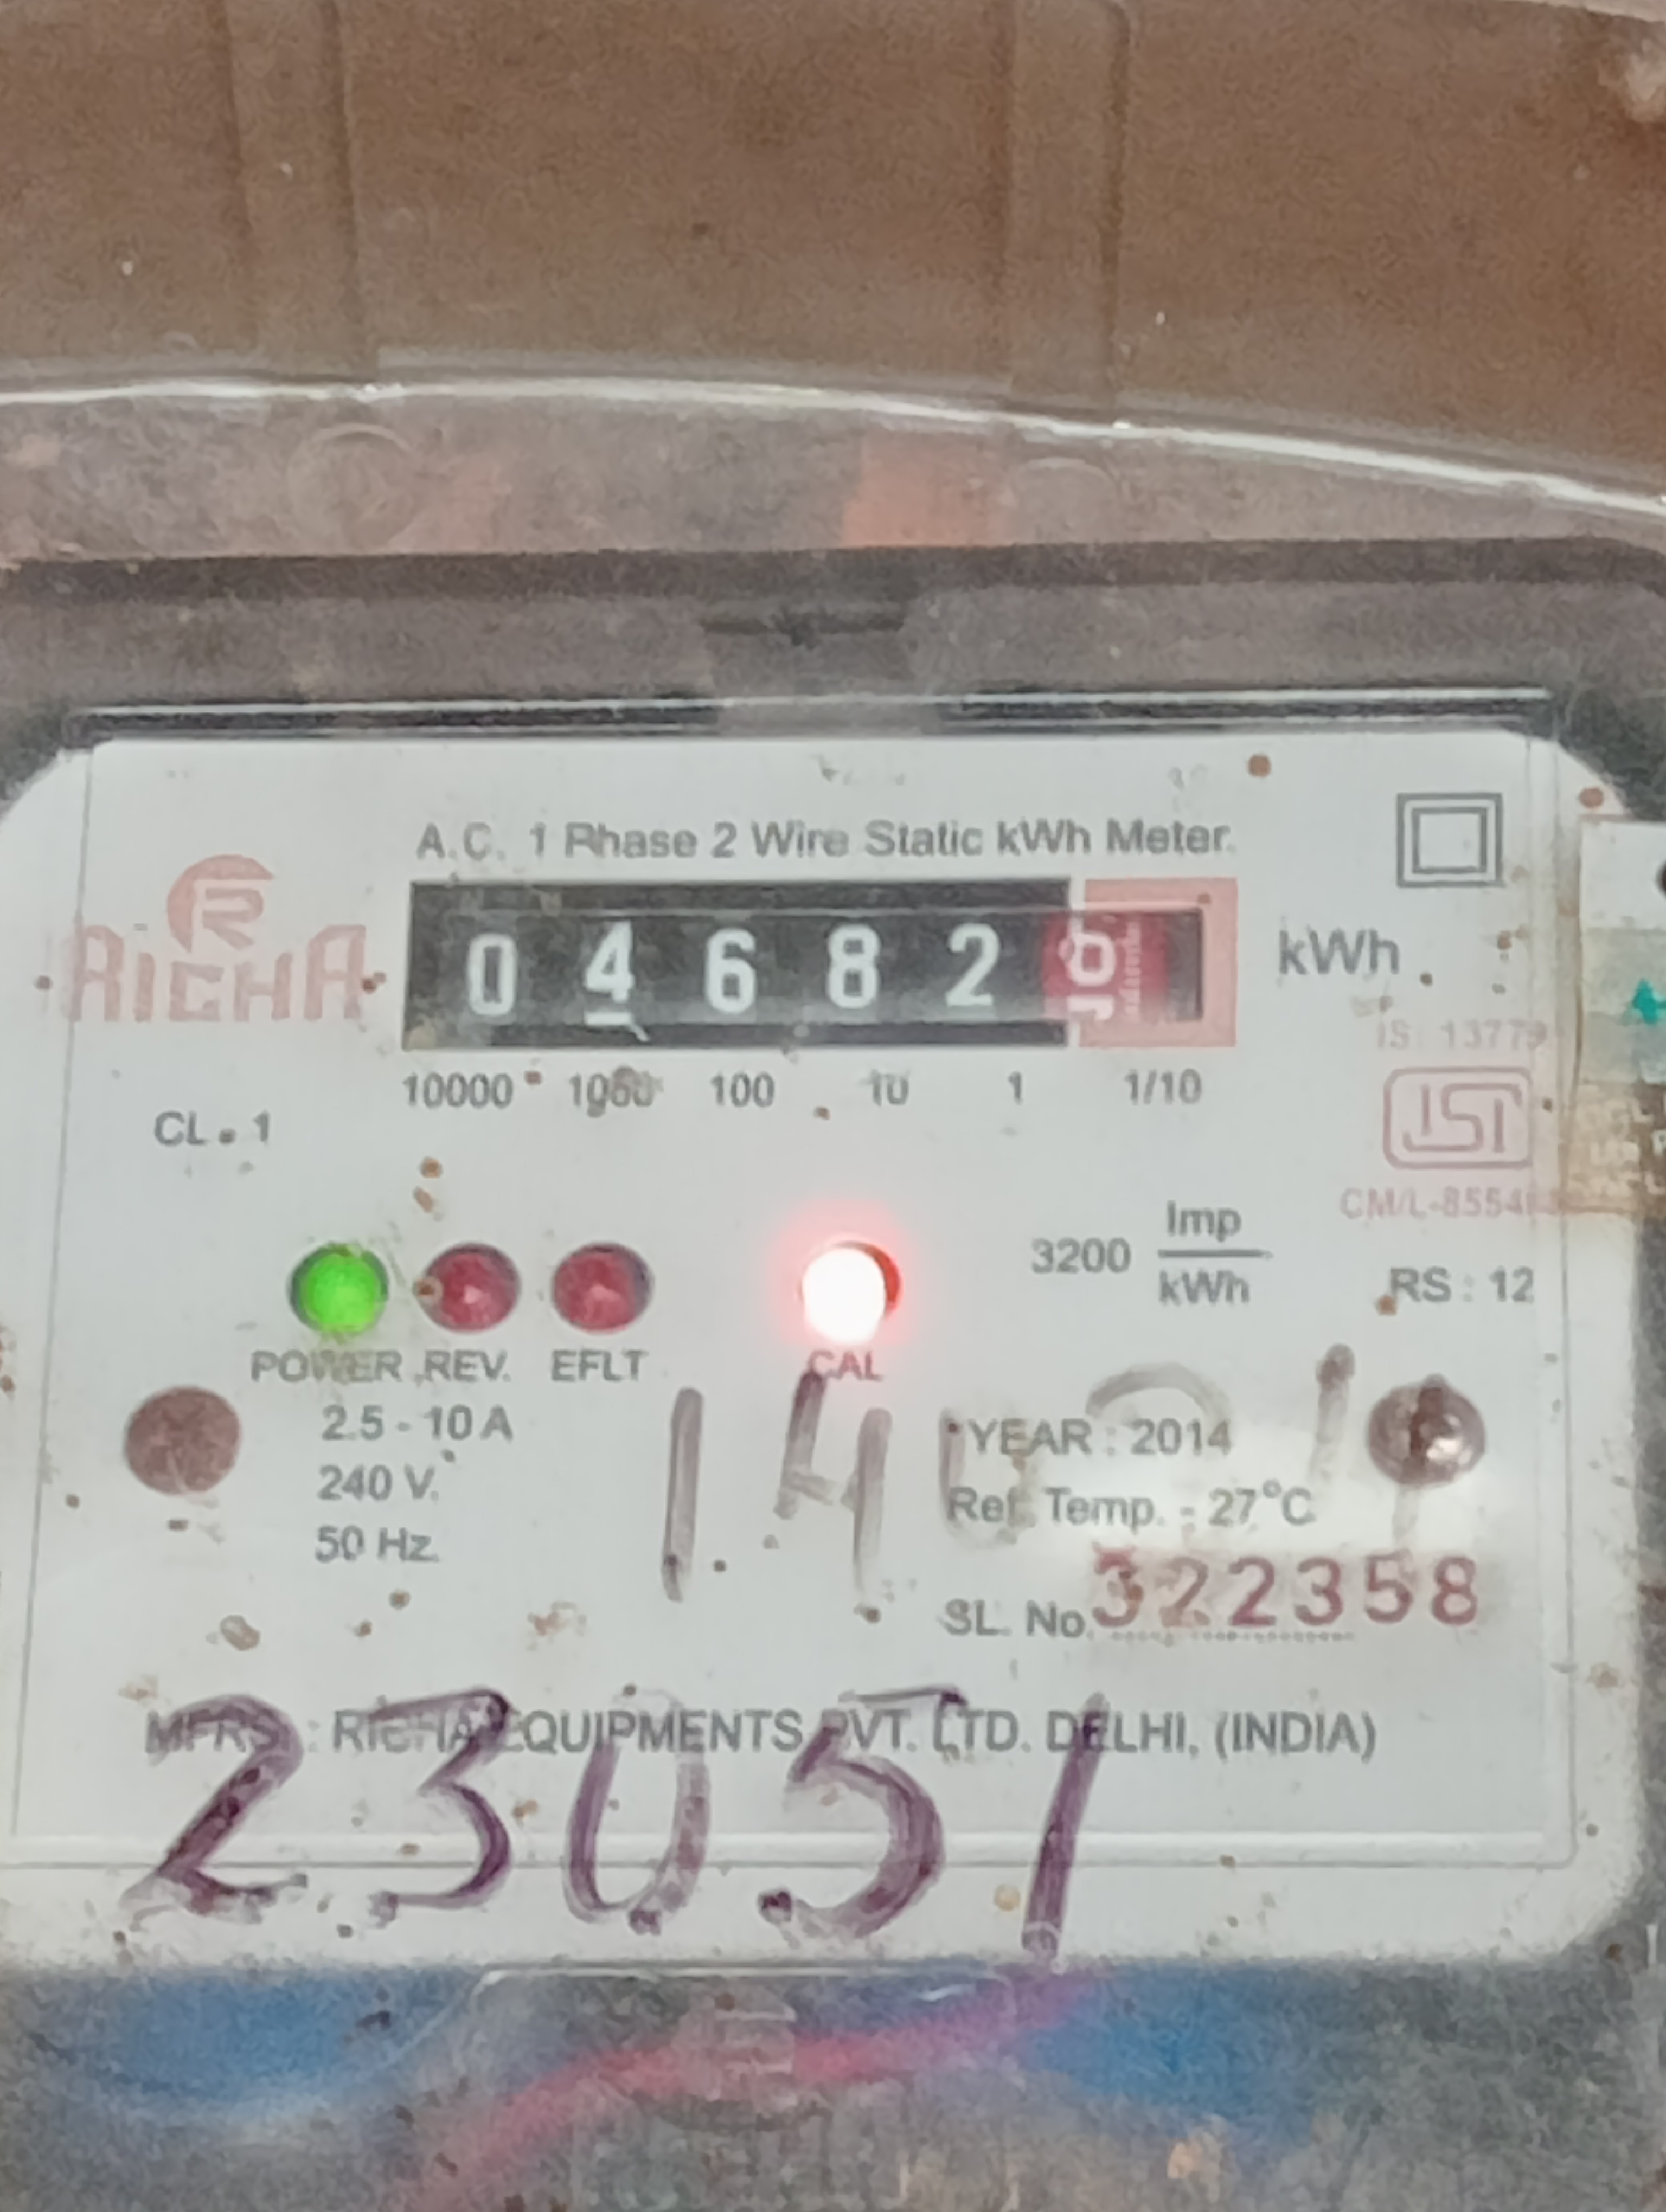 A.C. 1 Phase 2 Wire Static kWh Meter.
RICHA
0 4 6 8 2
kWh
10000 1000 100 10 1 1/10
IS: 13779
CL. 1
ISI
CM/L-8554
Imp
3200
kWh
RS : 12
POWER REV. EFLT CAL
2.5 - 10 A
240 V.
50 Hz.
YEAR : 2014
Ref. Temp. - 27°C
SL. No. 322358
MFRS : RICHA EQUIPMENTS PVT. LTD. DELHI, (INDIA)
23051